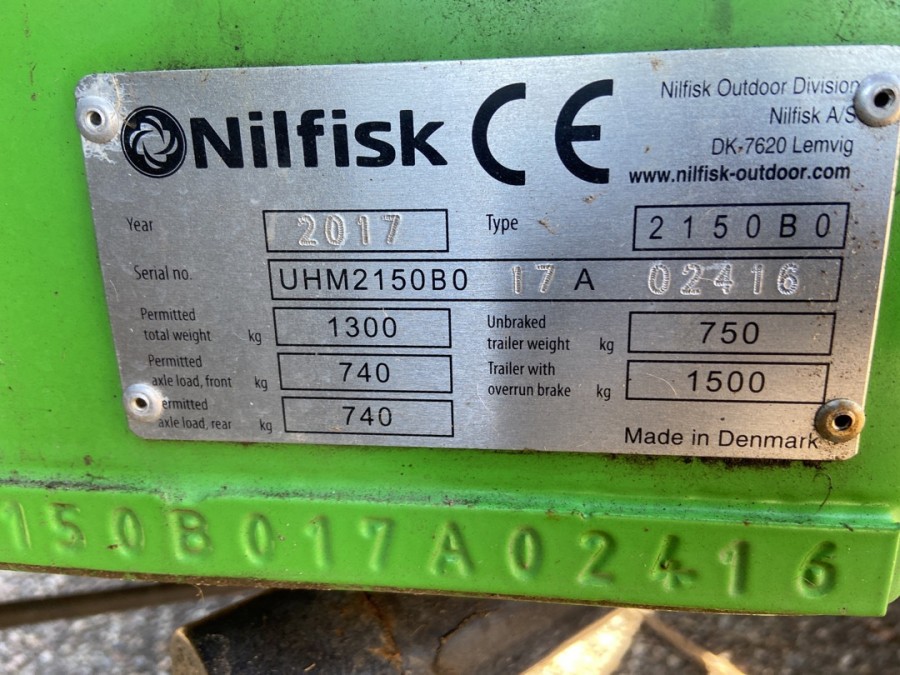 Nilfisk CE
Nilfisk Outdoor Division
Nilfisk A/S
DK-7620 Lemvig
www.nilfisk-outdoor.com
Year 2017 Type 2150B0
Serial no. UHM2150B0 17 A 02416
Permitted
total weight kg 1300
Unbraked
trailer weight kg 750
Permitted
axle load, front kg 740
Trailer with
overrun brake kg 1500
Permitted
axle load, rear kg 740
Made in Denmark
150B017A02416